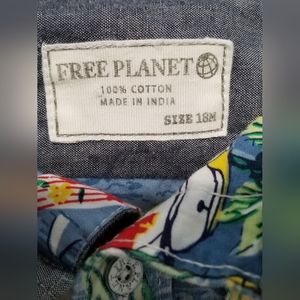 FREE PLANET
100% COTTON
MADE IN INDIA
SIZE 18M